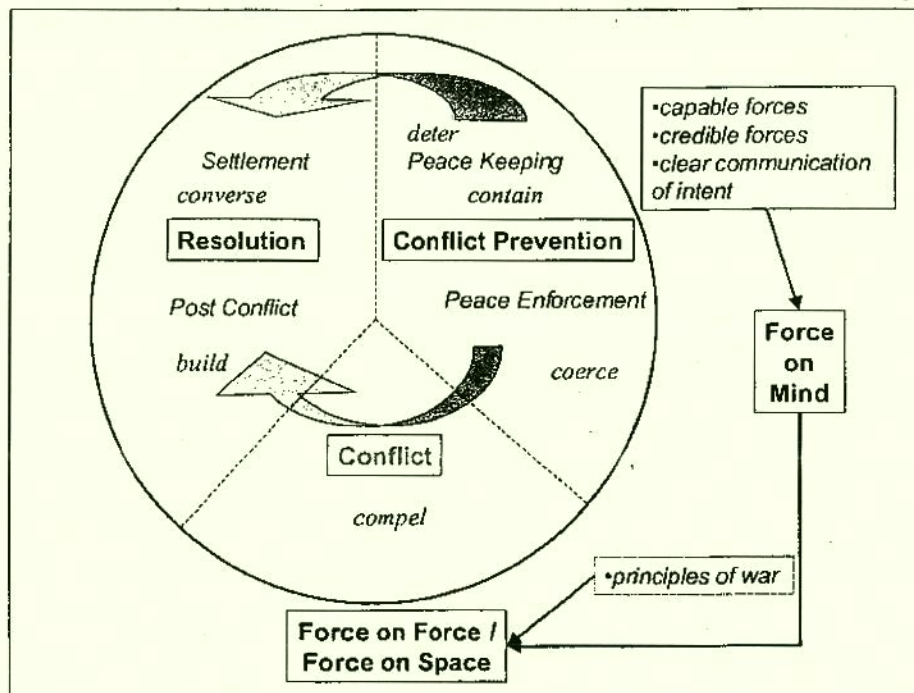 deter
Settlement
Peace Keeping
converse
contain
Resolution
Conflict Prevention
Post Conflict
Peace Enforcement
build
coerce
Conflict
compel
•capable forces
•credible forces
•clear communication
of intent
Force
on
Mind
•principles of war
Force on Force /
Force on Space